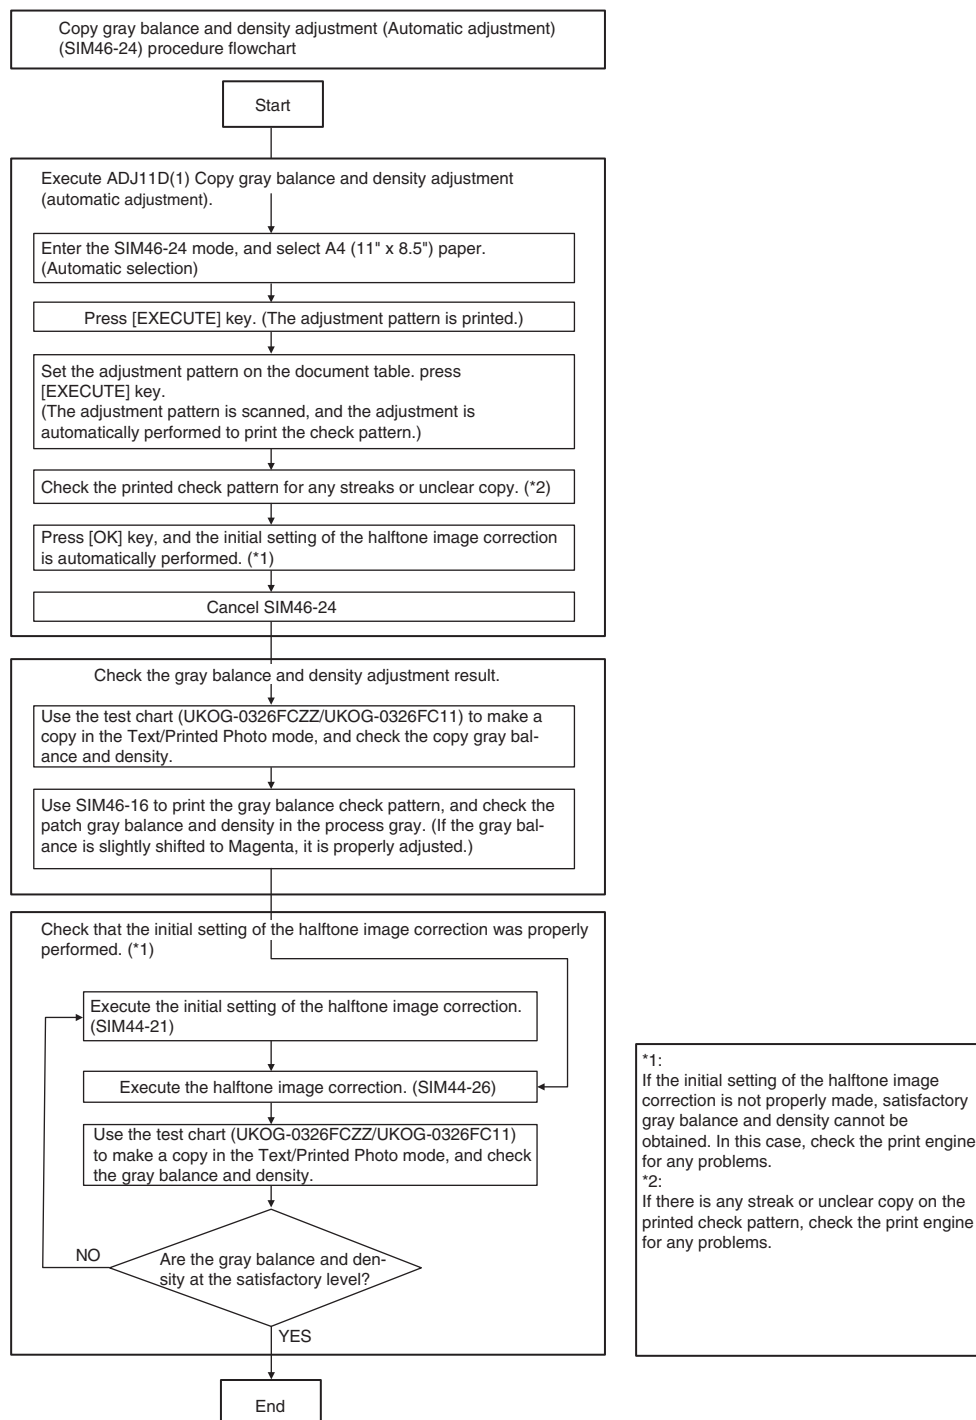 Copy gray balance and density adjustment (Automatic adjustment)
(SIM46-24) procedure flowchart
Start
Execute ADJ11D(1) Copy gray balance and density adjustment
(automatic adjustment).
Enter the SIM46-24 mode, and select A4 (11" x 8.5") paper.
(Automatic selection)
Press [EXECUTE] key. (The adjustment pattern is printed.)
Set the adjustment pattern on the document table. press
[EXECUTE] key.
(The adjustment pattern is scanned, and the adjustment is
automatically performed to print the check pattern.)
Check the printed check pattern for any streaks or unclear copy. (*2)
Press [OK] key, and the initial setting of the halftone image correction
is automatically performed. (*1)
Cancel SIM46-24
Check the gray balance and density adjustment result.
Use the test chart (UKOG-0326FCZZ/UKOG-0326FC11) to make a
copy in the Text/Printed Photo mode, and check the copy gray bal-
ance and density.
Use SIM46-16 to print the gray balance check pattern, and check the
patch gray balance and density in the process gray. (If the gray bal-
ance is slightly shifted to Magenta, it is properly adjusted.)
Check that the initial setting of the halftone image correction was properly
performed. (*1)
Execute the initial setting of the halftone image correction.
(SIM44-21)
Execute the halftone image correction. (SIM44-26)
Use the test chart (UKOG-0326FCZZ/UKOG-0326FC11)
to make a copy in the Text/Printed Photo mode, and check
the gray balance and density.
NO
Are the gray balance and den-
sity at the satisfactory level?
YES
End
*1:
If the initial setting of the halftone image
correction is not properly made, satisfactory
gray balance and density cannot be
obtained. In this case, check the print engine
for any problems.
*2:
If there is any streak or unclear copy on the
printed check pattern, check the print engine
for any problems.